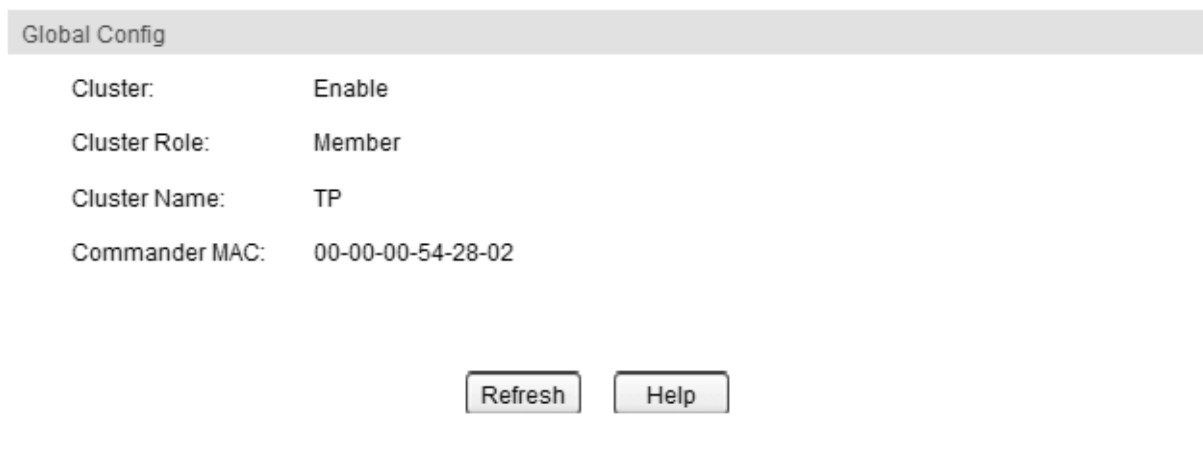 Global Config
Cluster: Enable
Cluster Role: Member
Cluster Name: TP
Commander MAC: 00-00-00-54-28-02
Refresh Help